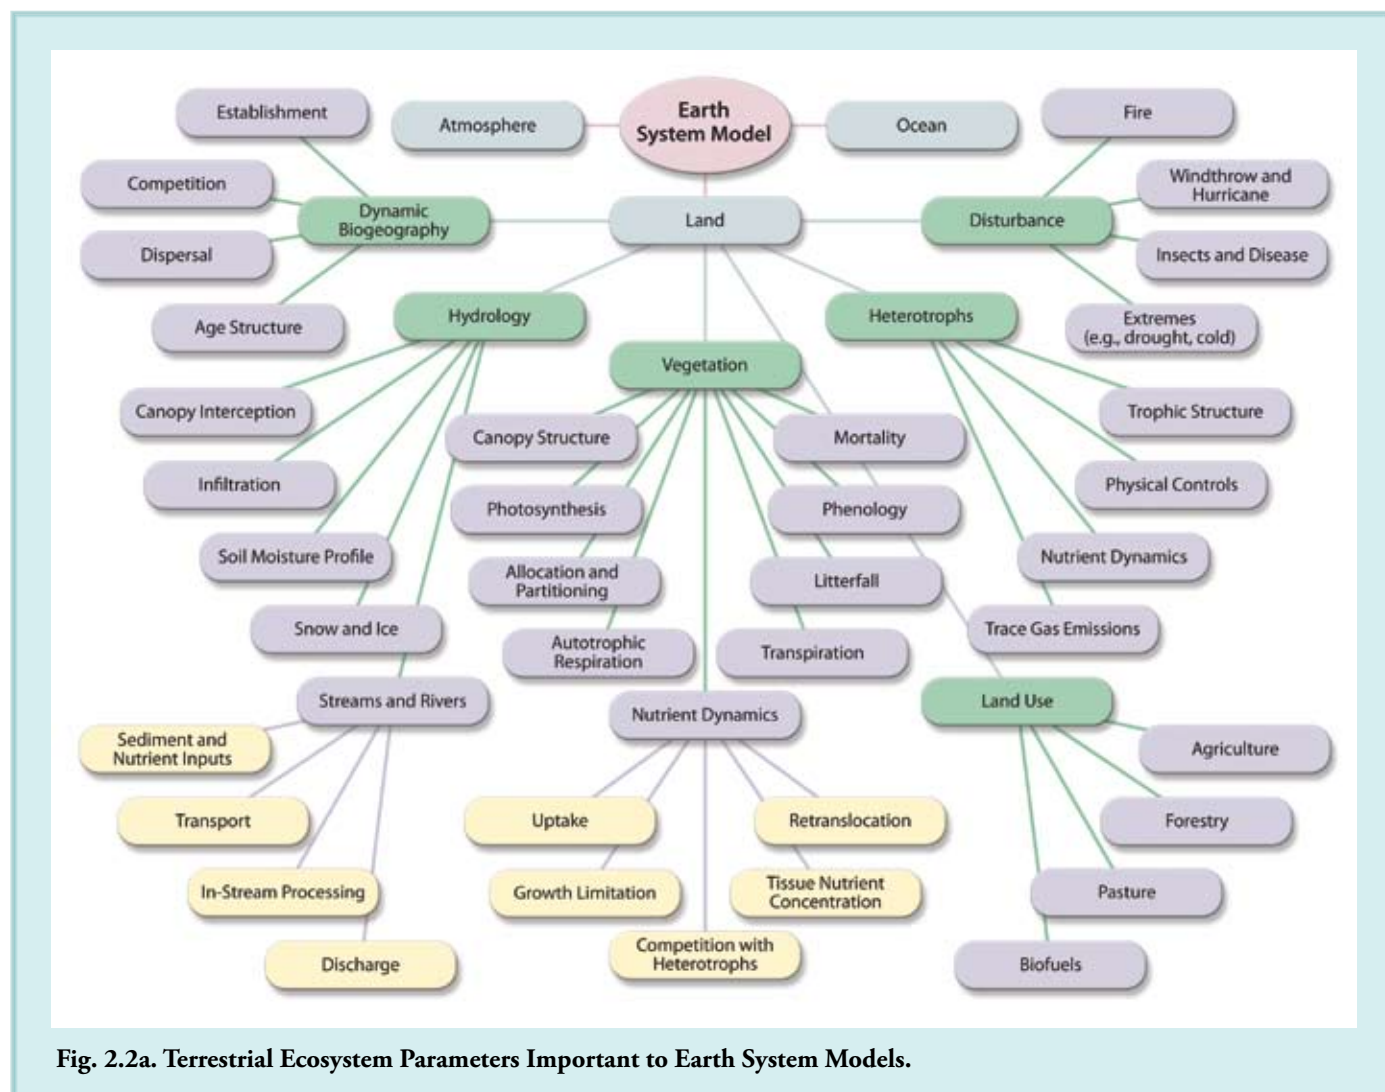 Earth
System Model
Atmosphere
Ocean
Land
Dynamic
Biogeography
Establishment
Competition
Dispersal
Age Structure
Disturbance
Fire
Windthrow and
Hurricane
Insects and Disease
Extremes
(e.g., drought, cold)
Hydrology
Canopy Interception
Infiltration
Soil Moisture Profile
Snow and Ice
Streams and Rivers
Sediment and
Nutrient Inputs
Transport
In-Stream Processing
Discharge
Vegetation
Canopy Structure
Photosynthesis
Allocation and
Partitioning
Autotrophic
Respiration
Mortality
Phenology
Litterfall
Transpiration
Nutrient Dynamics
Uptake
Growth Limitation
Competition with
Heterotrophs
Retranslocation
Tissue Nutrient
Concentration
Heterotrophs
Trophic Structure
Physical Controls
Nutrient Dynamics
Trace Gas Emissions
Land Use
Agriculture
Forestry
Pasture
Biofuels
Fig. 2.2a. Terrestrial Ecosystem Parameters Important to Earth System Models.